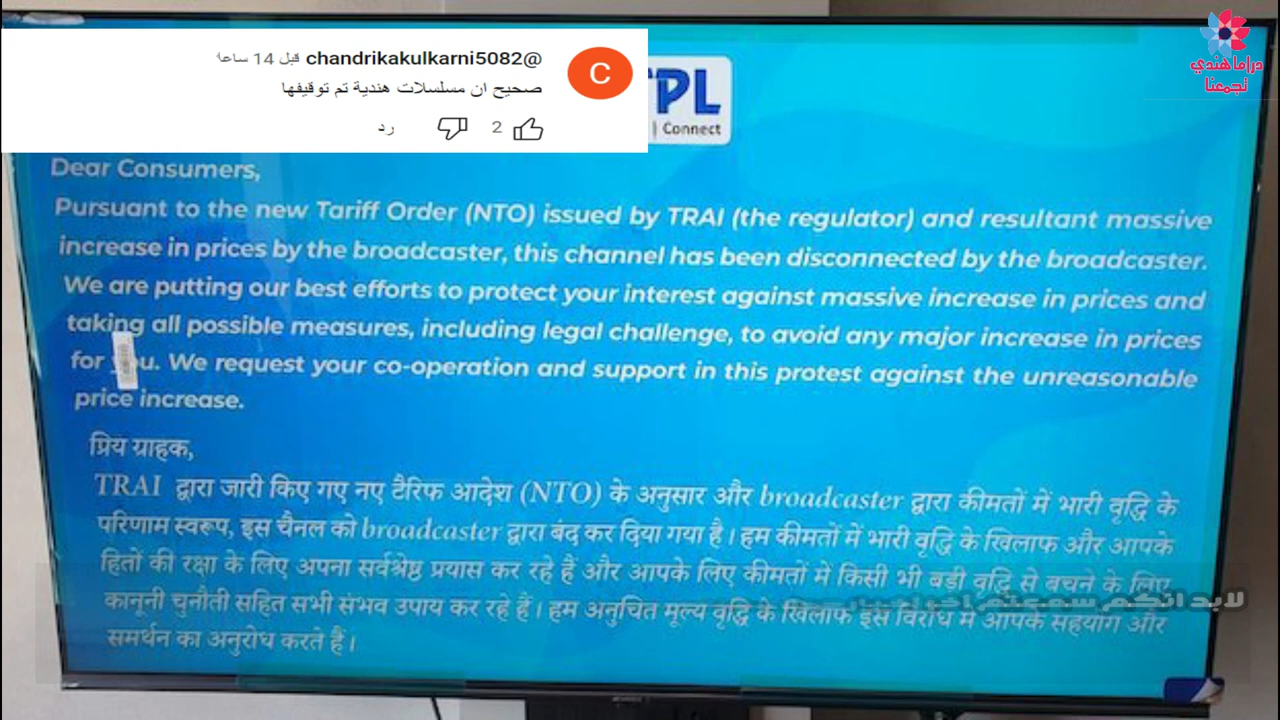 @chandrikakulkarni5082 قبل 14 ساعة
صحيح ان مسلسلات هندية تم توقيفها
2 رد
دراما هندي
تجمعنا
TPL
| Connect
Dear Consumers,
Pursuant to the new Tariff Order (NTO) issued by TRAI (the regulator) and resultant massive
increase in prices by the broadcaster, this channel has been disconnected by the broadcaster.
We are putting our best efforts to protect your interest against massive increase in prices and
taking all possible measures, including legal challenge, to avoid any major increase in prices
for you. We request your co-operation and support in this protest against the unreasonable
price increase.
प्रिय ग्राहक,
TRAI द्वारा जारी किए गए नए टैरिफ आदेश (NTO) के अनुसार और broadcaster द्वारा कीमतों में भारी वृद्धि के
परिणाम स्वरूप, इस चैनल को broadcaster द्वारा बंद कर दिया गया है। हम कीमतों में भारी वृद्धि के खिलाफ और आपके
हितों की रक्षा के लिए अपना सर्वश्रेष्ठ प्रयास कर रहे हैं और आपके लिए कीमतों में किसी भी बड़ी वृद्धि से बचने के लिए
कानूनी चुनौती सहित सभी संभव उपाय कर रहे हैं। हम अनुचित मूल्य वृद्धि के खिलाफ इस विरोध में आपके सहयोग और
समर्थन का अनुरोध करते हैं।
لابد انكم سمعتم